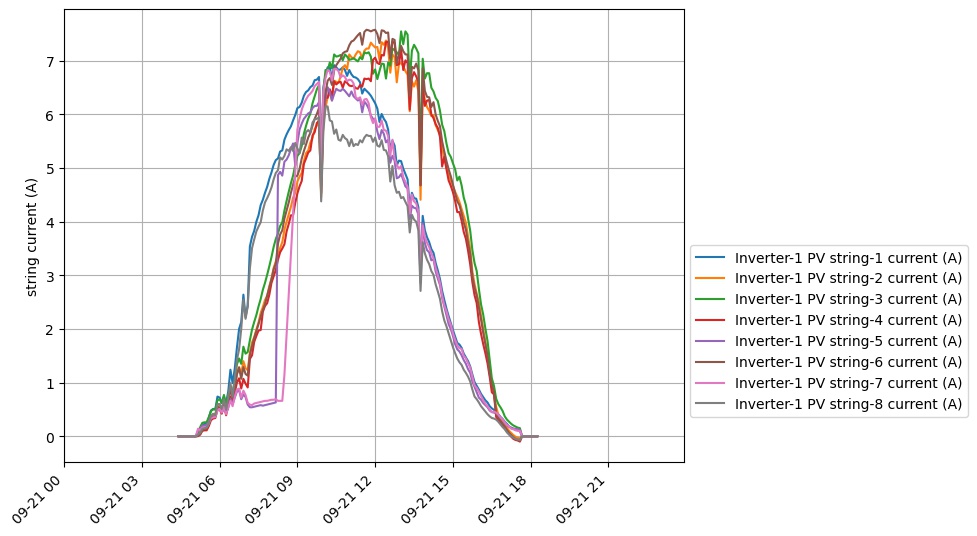 string current (A)
7
6
5
4
3
2
1
0
09-21 00
09-21 03
09-21 06
09-21 09
09-21 12
09-21 15
09-21 18
09-21 21
Inverter-1 PV string-1 current (A)
Inverter-1 PV string-2 current (A)
Inverter-1 PV string-3 current (A)
Inverter-1 PV string-4 current (A)
Inverter-1 PV string-5 current (A)
Inverter-1 PV string-6 current (A)
Inverter-1 PV string-7 current (A)
Inverter-1 PV string-8 current (A)